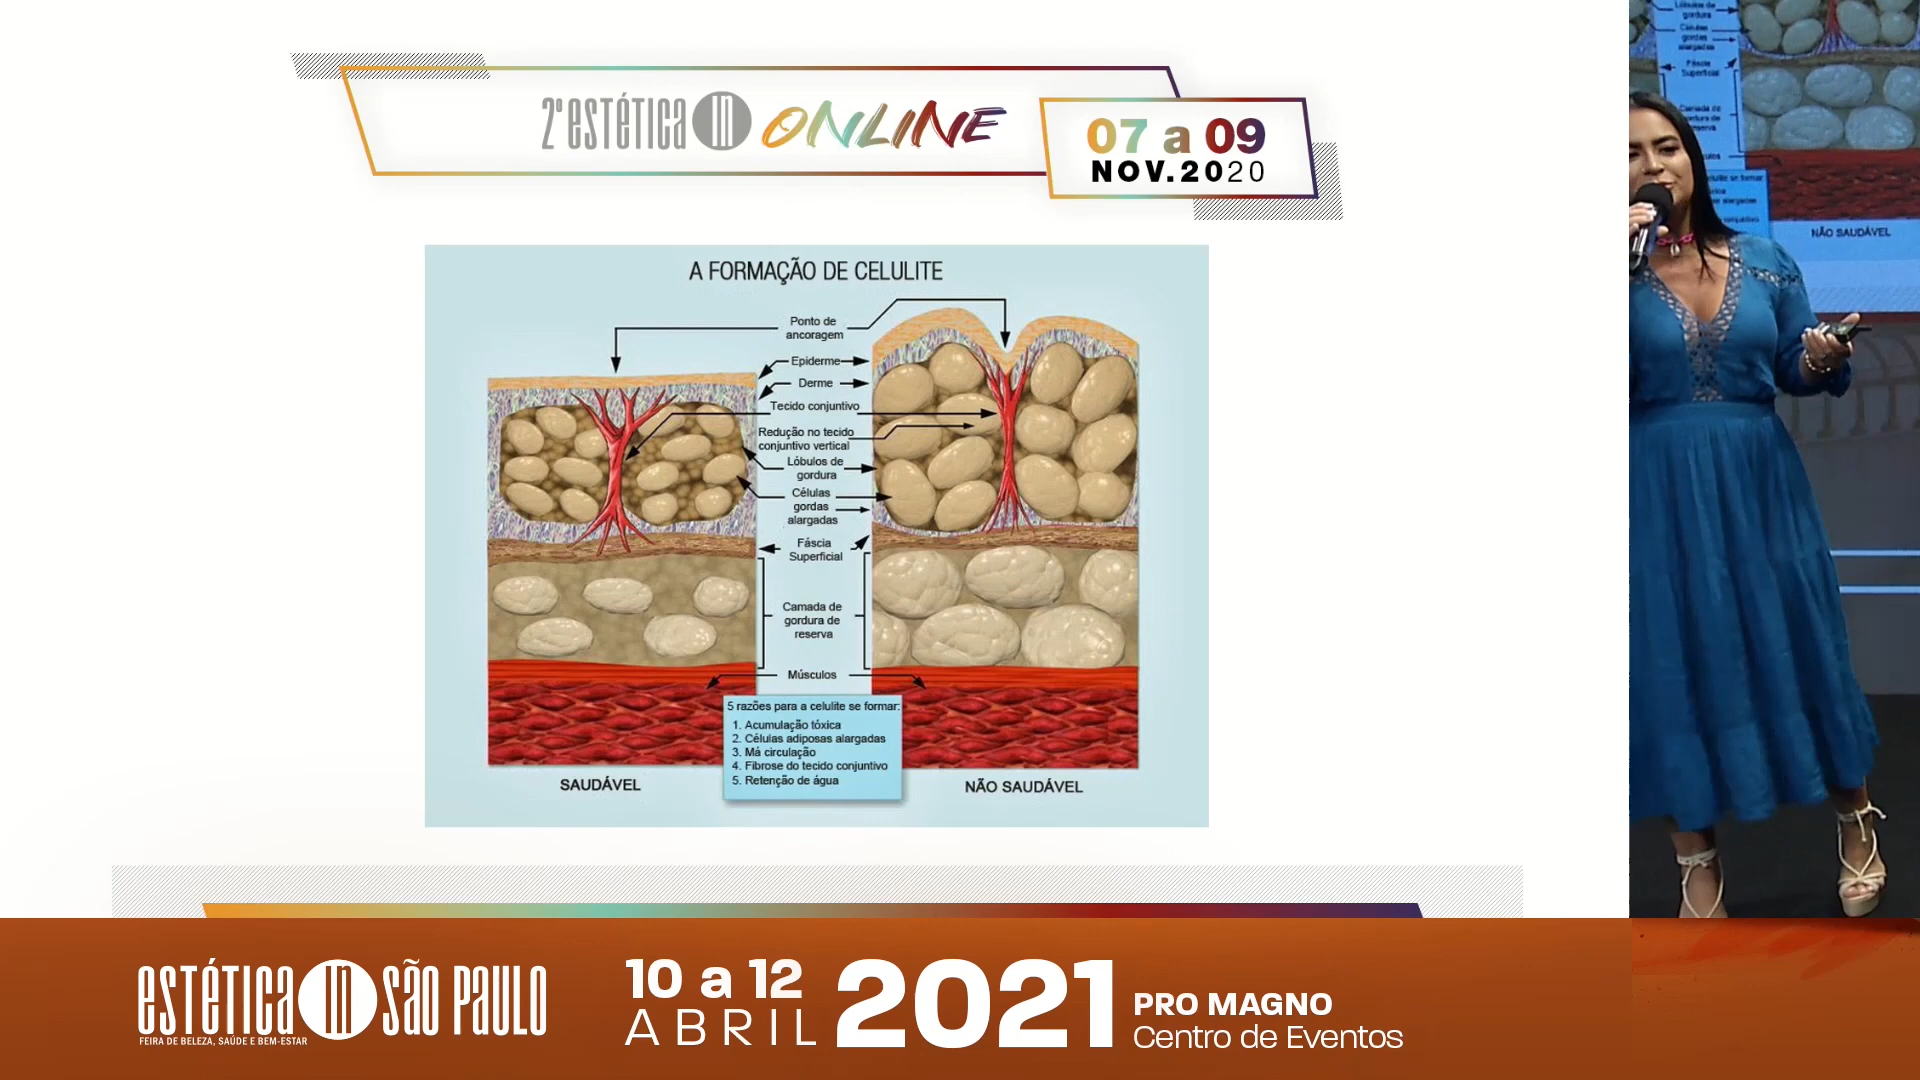 2ª estética in ONLINE
07 a 09
NOV.2020
A FORMAÇÃO DE CELULITE
Ponto de
ancoragem
Epiderme
Derme
Tecido conjuntivo
Redução no tecido
conjuntivo vertical
Lóbulos de
gordura
Células
gordas
alargadas
Fáscia
Superficial
Camada de
gordura de
reserva
Músculos
5 razões para a celulite se formar:
1. Acumulação tóxica
2. Células adiposas alargadas
3. Má circulação
4. Fibrose do tecido conjuntivo
5. Retenção de água
SAUDÁVEL
NÃO SAUDÁVEL
Lóbulos de
gordura
Células
gordas
alargadas
Fáscia
Superficial
Camada de
NÃO SAUDÁVEL
estética in são paulo
FEIRA DE BELEZA, SAÚDE E BEM-ESTAR
10 a 12
ABRIL
2021
PRO MAGNO
Centro de Eventos